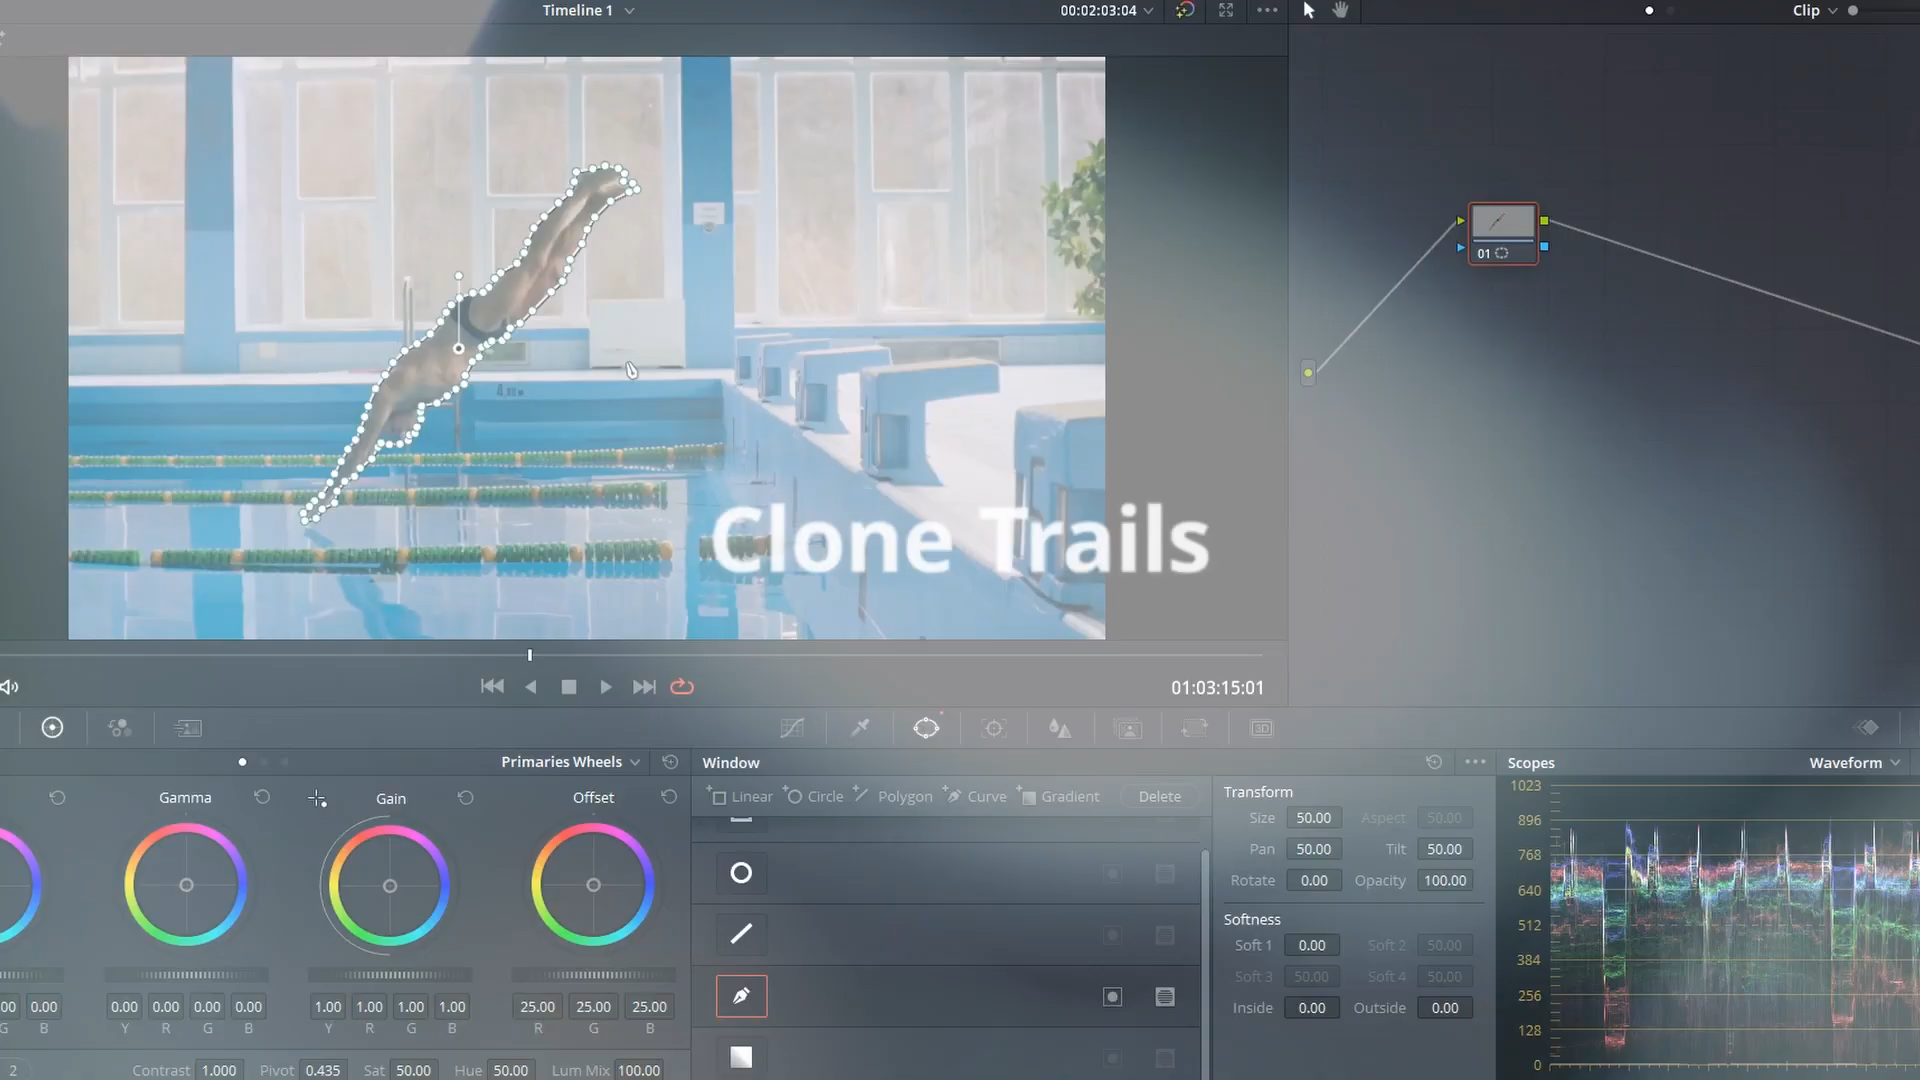 Timeline 1
00:02:03:04
Clip
01
Clone Trails
01:03:15:01
3D
Primaries Wheels
Window
Scopes
Waveform
Gamma
Gain
Offset
Linear
Circle
Polygon
Curve
Gradient
Delete
Transform
Size 50.00 Aspect 50.00
Pan 50.00 Tilt 50.00
Rotate 0.00 Opacity 100.00
Softness
Soft 1 0.00 Soft 2 50.00
Soft 3 50.00 Soft 4 50.00
Inside 0.00 Outside 0.00
1023
896
768
640
512
384
256
128
0
00 0.00 0.00 0.00 0.00 0.00 1.00 1.00 1.00 1.00 25.00 25.00 25.00
G B Y R G B Y R G B R G B
2 Contrast 1.000 Pivot 0.435 Sat 50.00 Hue 50.00 Lum Mix 100.00